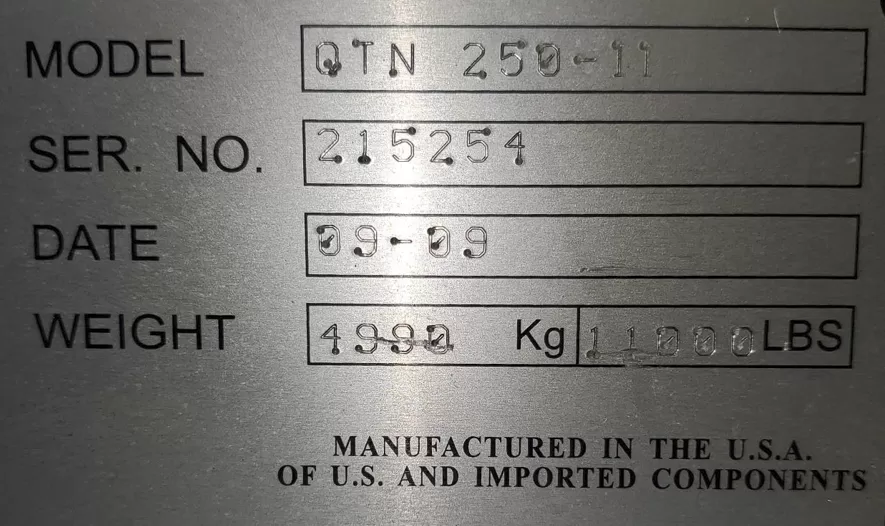 MODEL QTN 250-11
SER. NO. 215254
DATE 09-09
WEIGHT 4990 Kg 11000 LBS
MANUFACTURED IN THE U.S.A.
OF U.S. AND IMPORTED COMPONENTS